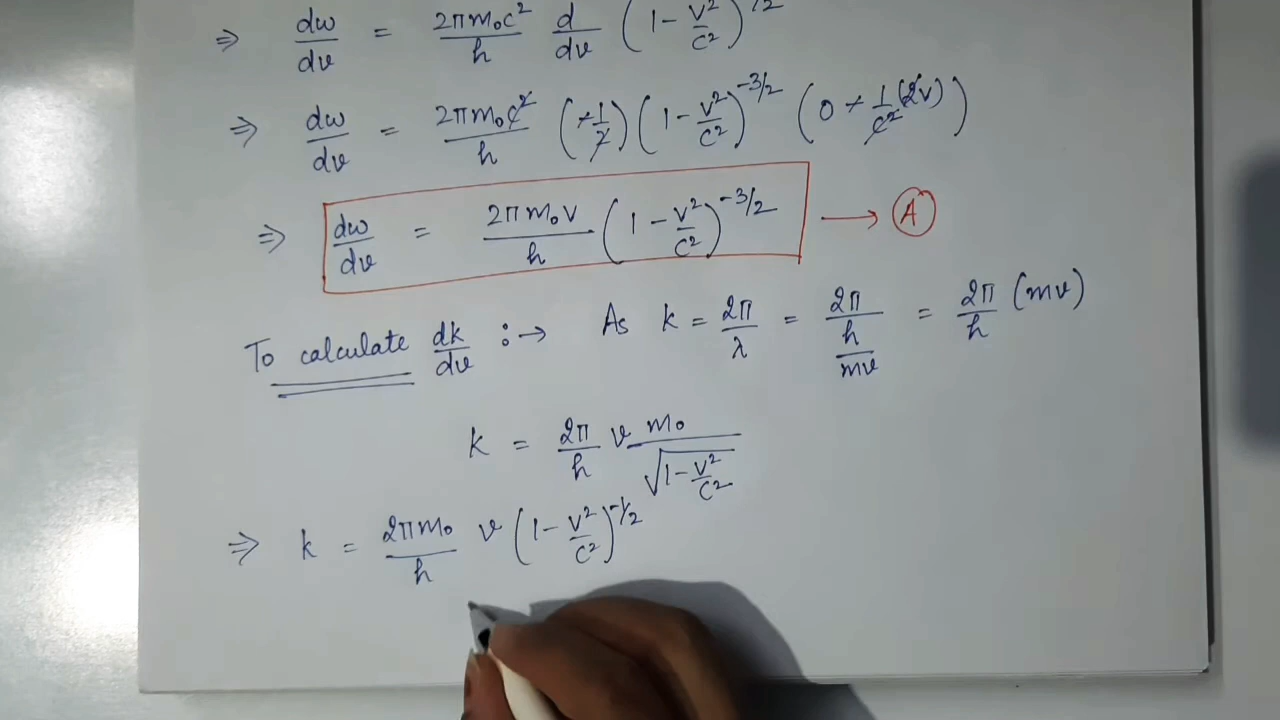 ⇒ dω/dv = 2πm₀c²/h d/dv (1 - v²/c²)^1/2
⇒ dω/dv = 2πm₀c²/h (+1/2) (1 - v²/c²)^-3/2 (0 + 1/c² (2v))
⇒ dω/dv = 2πm₀v/h (1 - v²/c²)^-3/2 → A
To calculate dk/dv :→ As k = 2π/λ = 2π/(h/mv) = 2π/h (mv)
k = 2π/h v m₀/√(1 - v²/c²)
⇒ k = 2πm₀/h v (1 - v²/c²)^-1/2